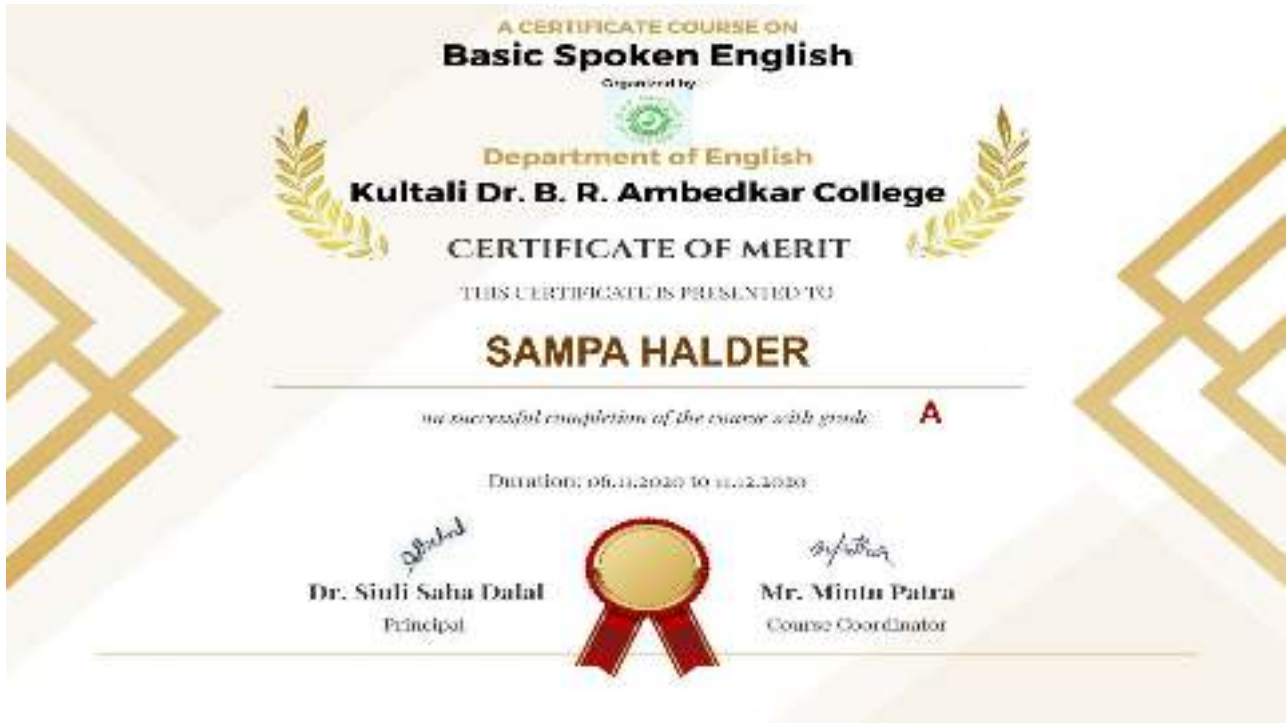 A CERTIFICATE COURSE ON
Basic Spoken English
Organized by
Department of English
Kultali Dr. B. R. Ambedkar College
CERTIFICATE OF MERIT
THIS CERTIFICATE IS PRESENTED TO
SAMPA HALDER
on successful completion of the course with grade A
Duration: 06.11.2020 to 11.12.2020
Dr. Siuli Saha Dalal Mr. Mintu Patra
Principal Course Coordinator